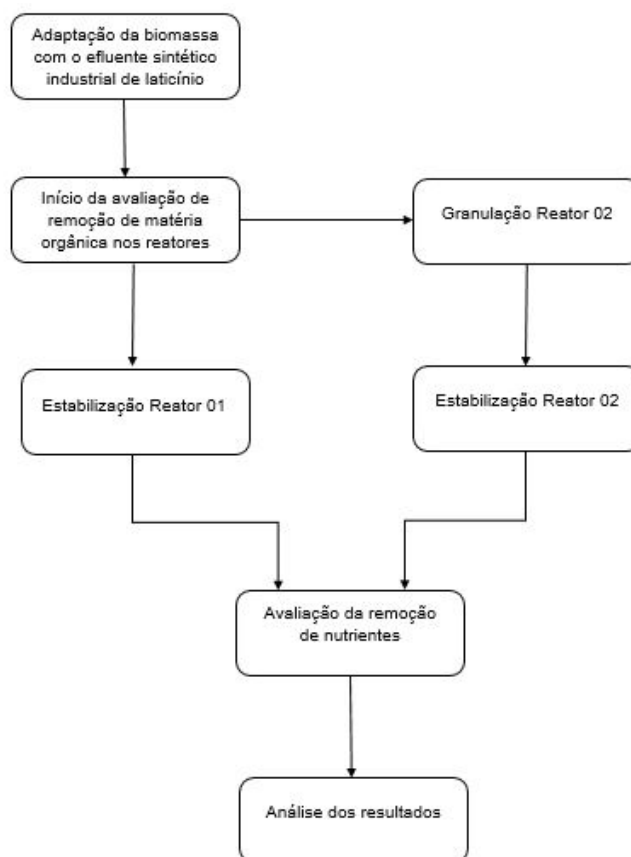 Adaptação da biomassa
com o efluente sintético
industrial de laticínio
Início da avaliação de
remoção de matéria
orgânica nos reatores
Granulação Reator 02
Estabilização Reator 01
Estabilização Reator 02
Avaliação da remoção
de nutrientes
Análise dos resultados